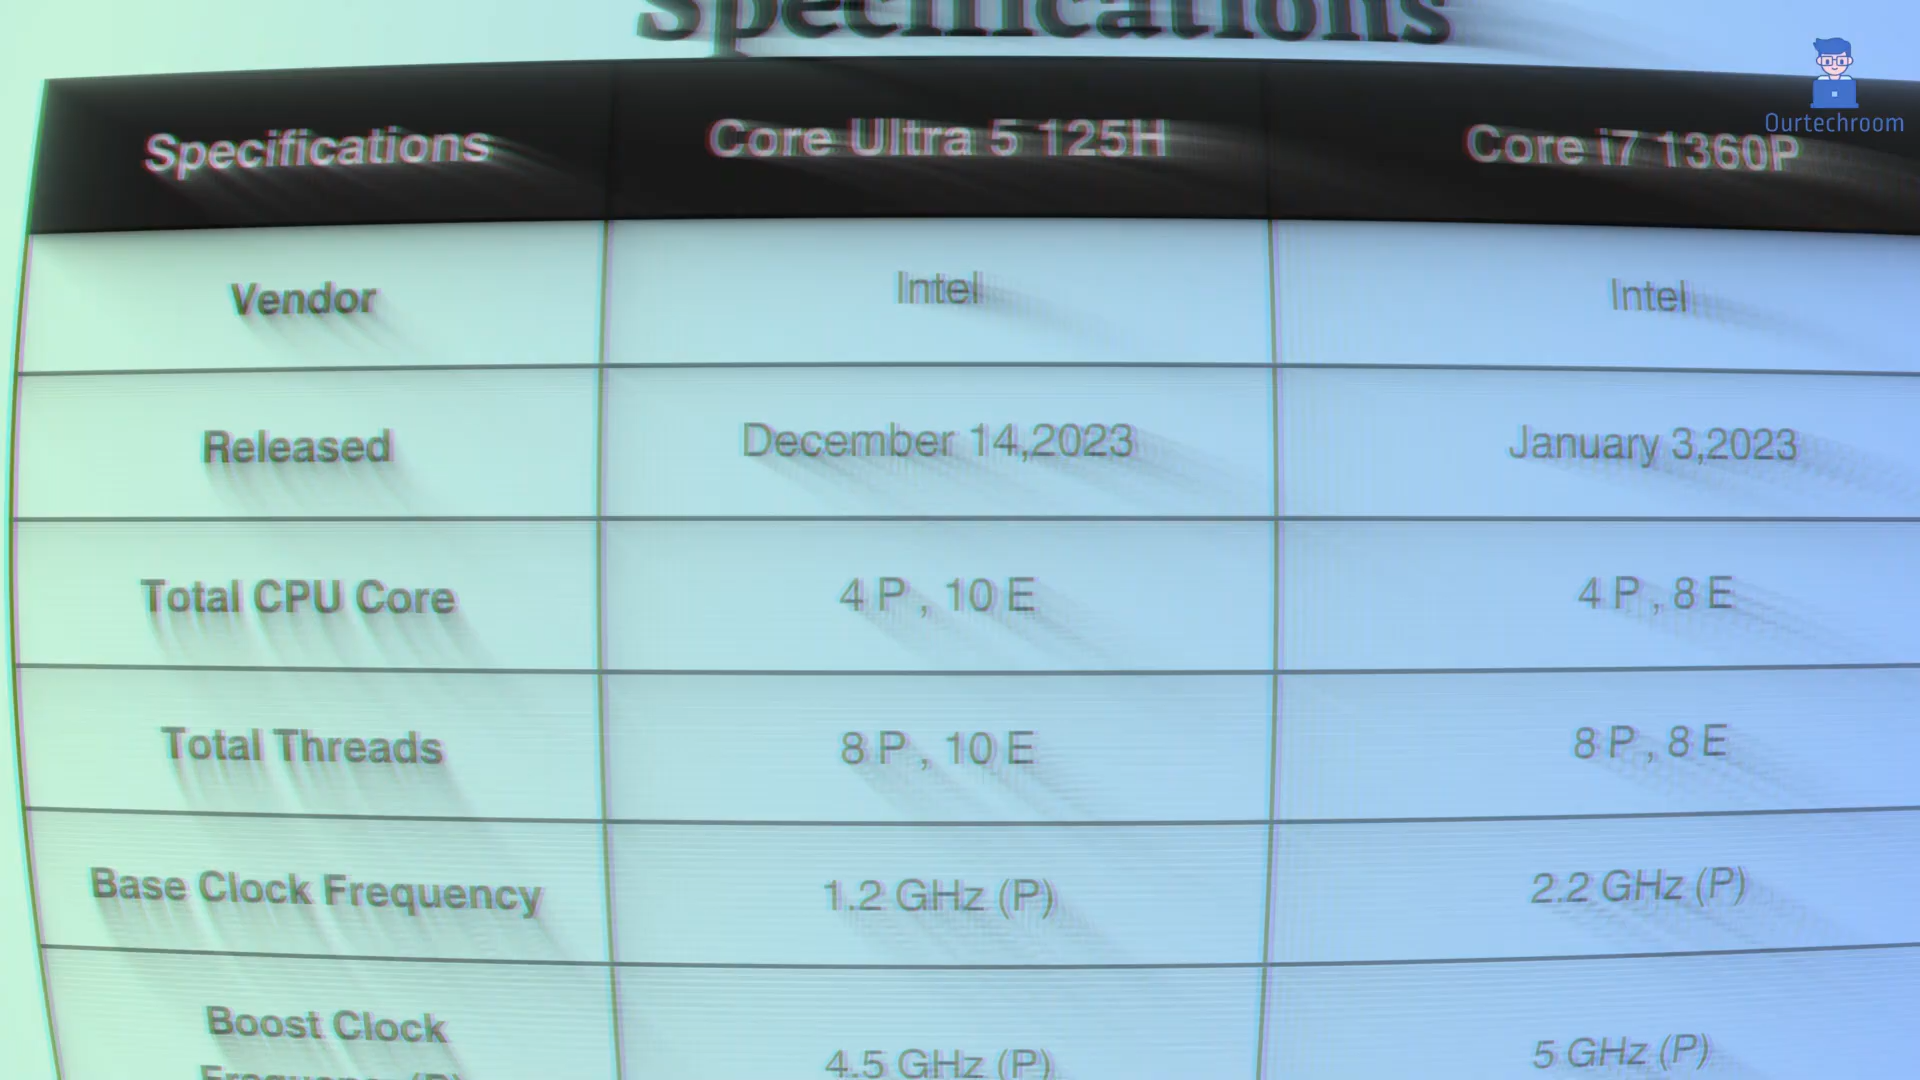 Specifications
Ourtechroom
Specifications Core Ultra 5 125H Core i7 1360P
Vendor Intel Intel
Released December 14,2023 January 3,2023
Total CPU Core 4 P , 10 E 4 P , 8 E
Total Threads 8 P , 10 E 8 P , 8 E
Base Clock Frequency 1.2 GHz (P) 2.2 GHz (P)
Boost Clock
Frequency (P) 4.5 GHz (P) 5 GHz (P)